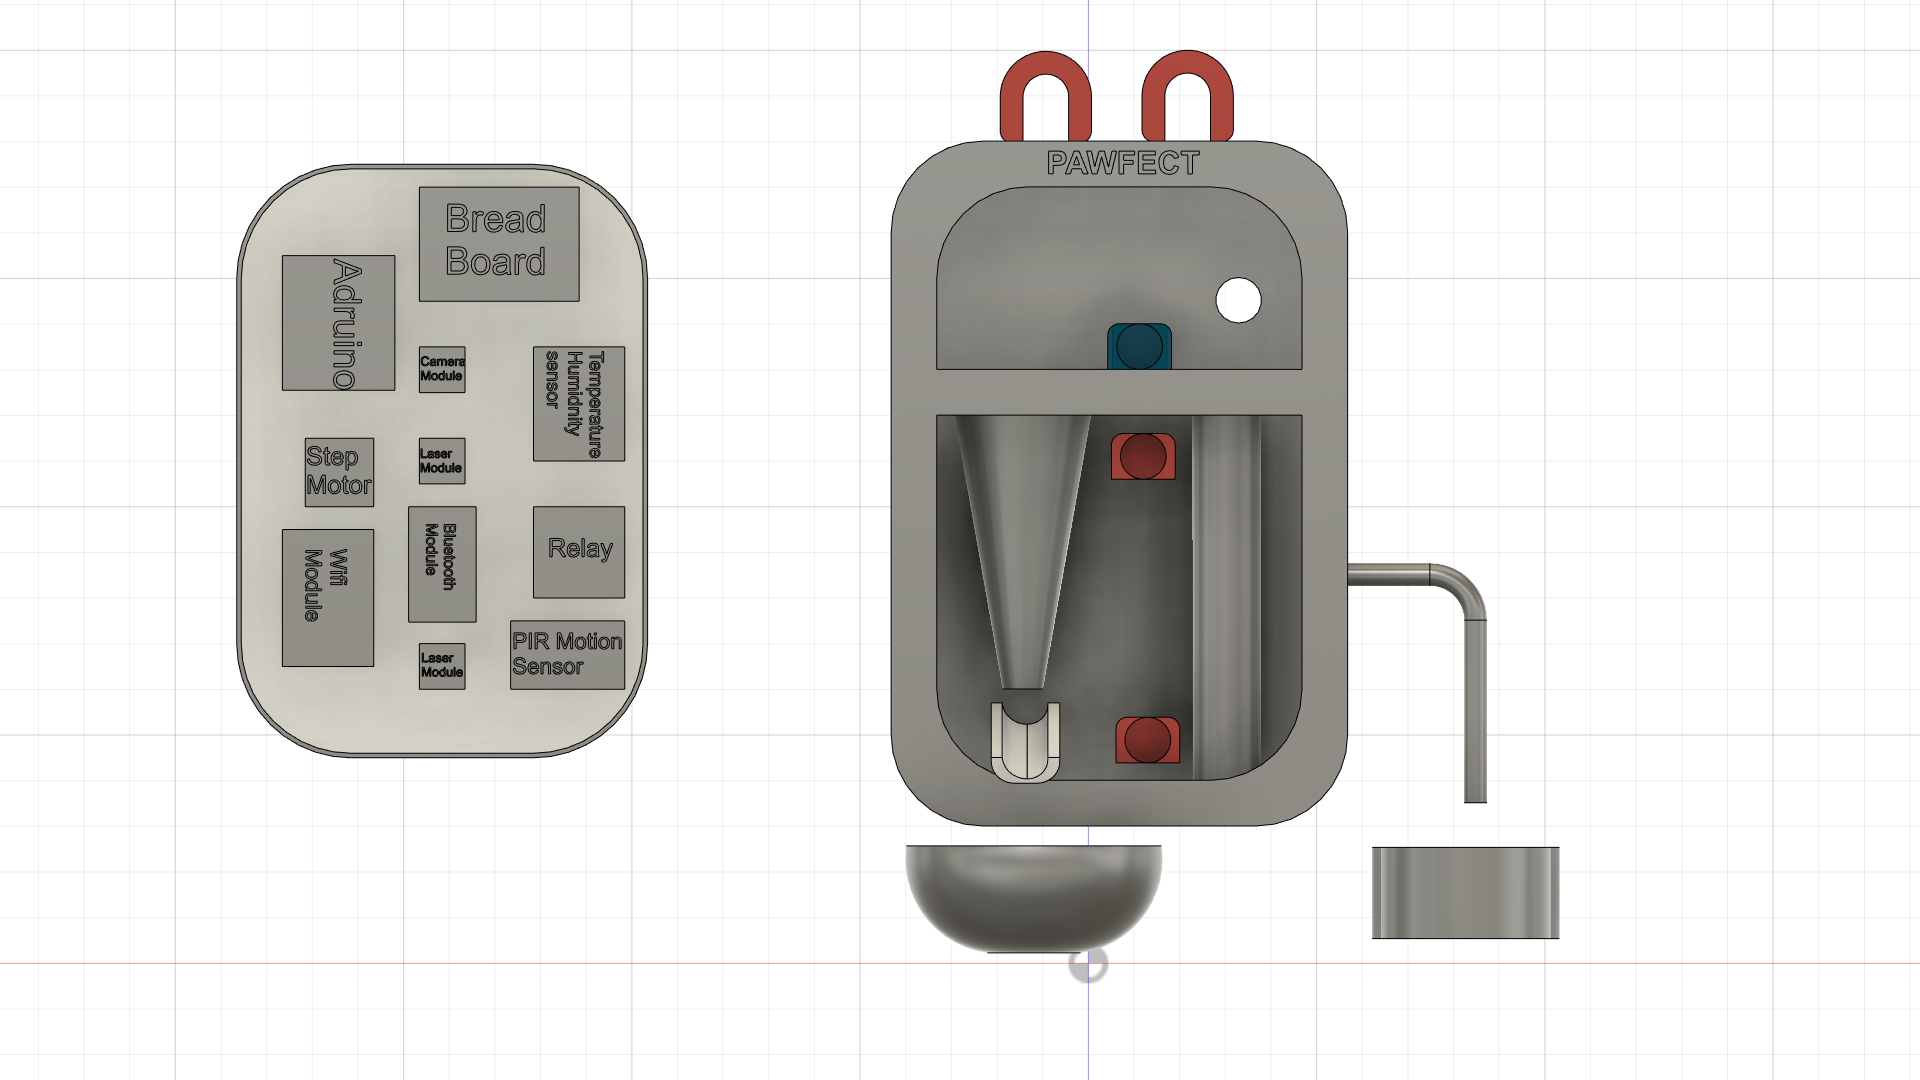 PAWFECT
Bread
Board
Adruino
Camera
Module
Temperature
Humidnity
sensor
Step
Motor
Laser
Module
Wifi
Module
Bluetooth
Module
Relay
PIR Motion
Sensor
Laser
Module